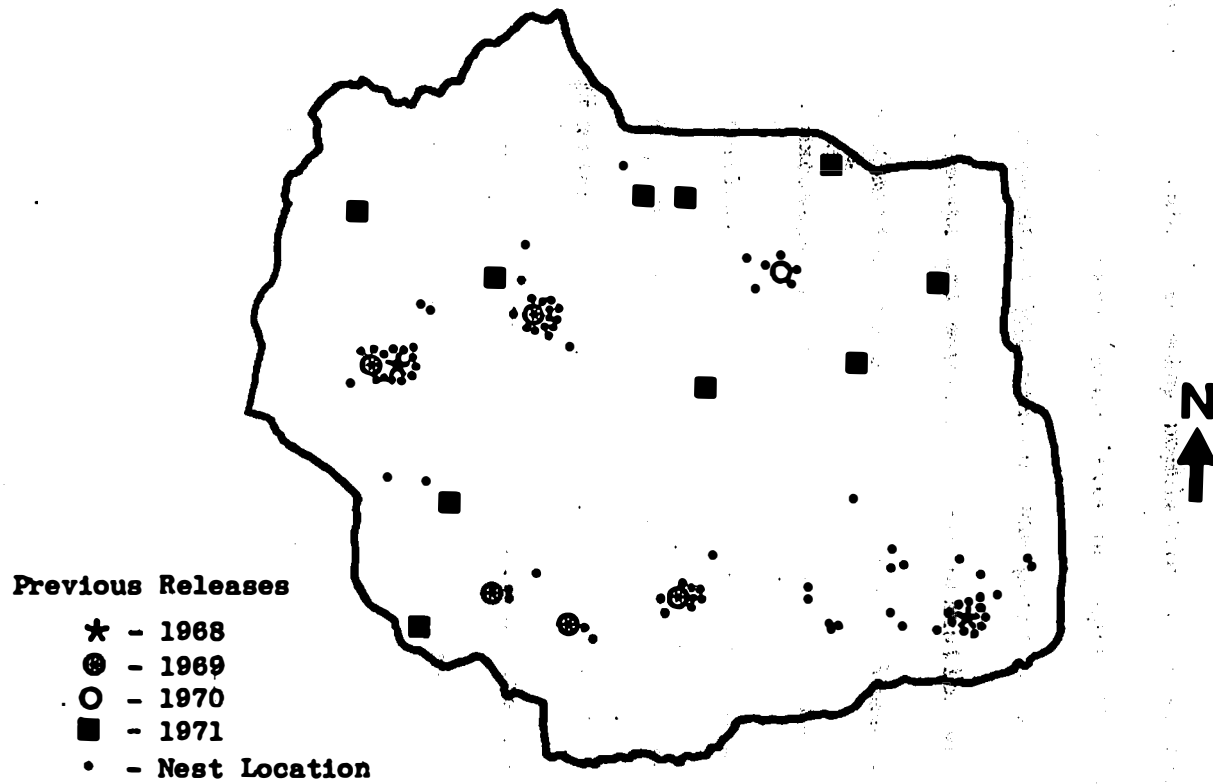 N
Previous Releases
- 1968
- 1969
- 1970
- 1971
- Nest Location